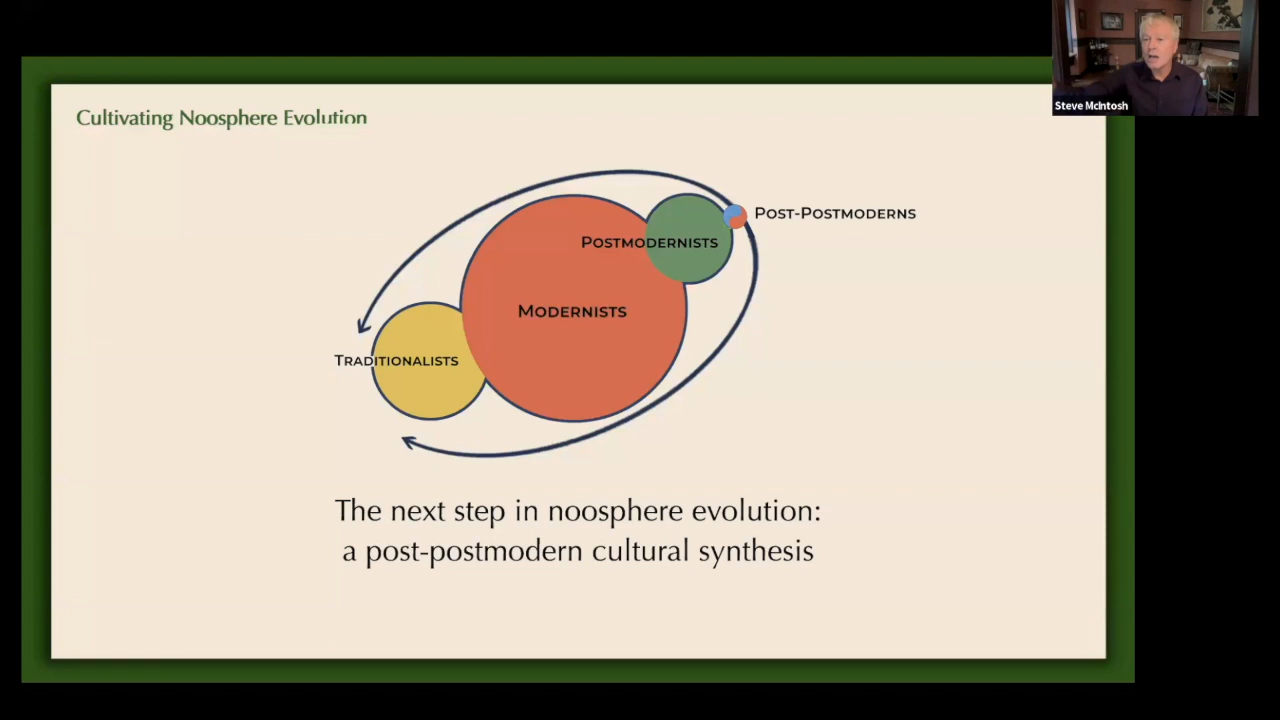 Steve McIntosh
Cultivating Noosphere Evolution
POST-POSTMODERNS
POSTMODERNISTS
MODERNISTS
TRADITIONALISTS
The next step in noosphere evolution:
a post-postmodern cultural synthesis